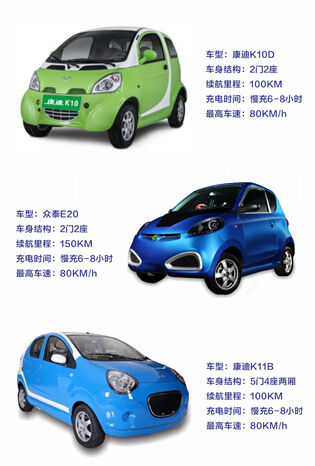 车型：康迪K10D
车身结构：2门2座
续航里程：100KM
充电时间：慢充6-8小时
最高车速：80KM/h
康迪 K10
车型：众泰E20
车身结构：2门2座
续航里程：150KM
充电时间：慢充6-8小时
最高车速：80KM/h
车型：康迪K11B
车身结构：5门4座两厢
续航里程：100KM
充电时间：慢充6-8小时
最高车速：80KM/h